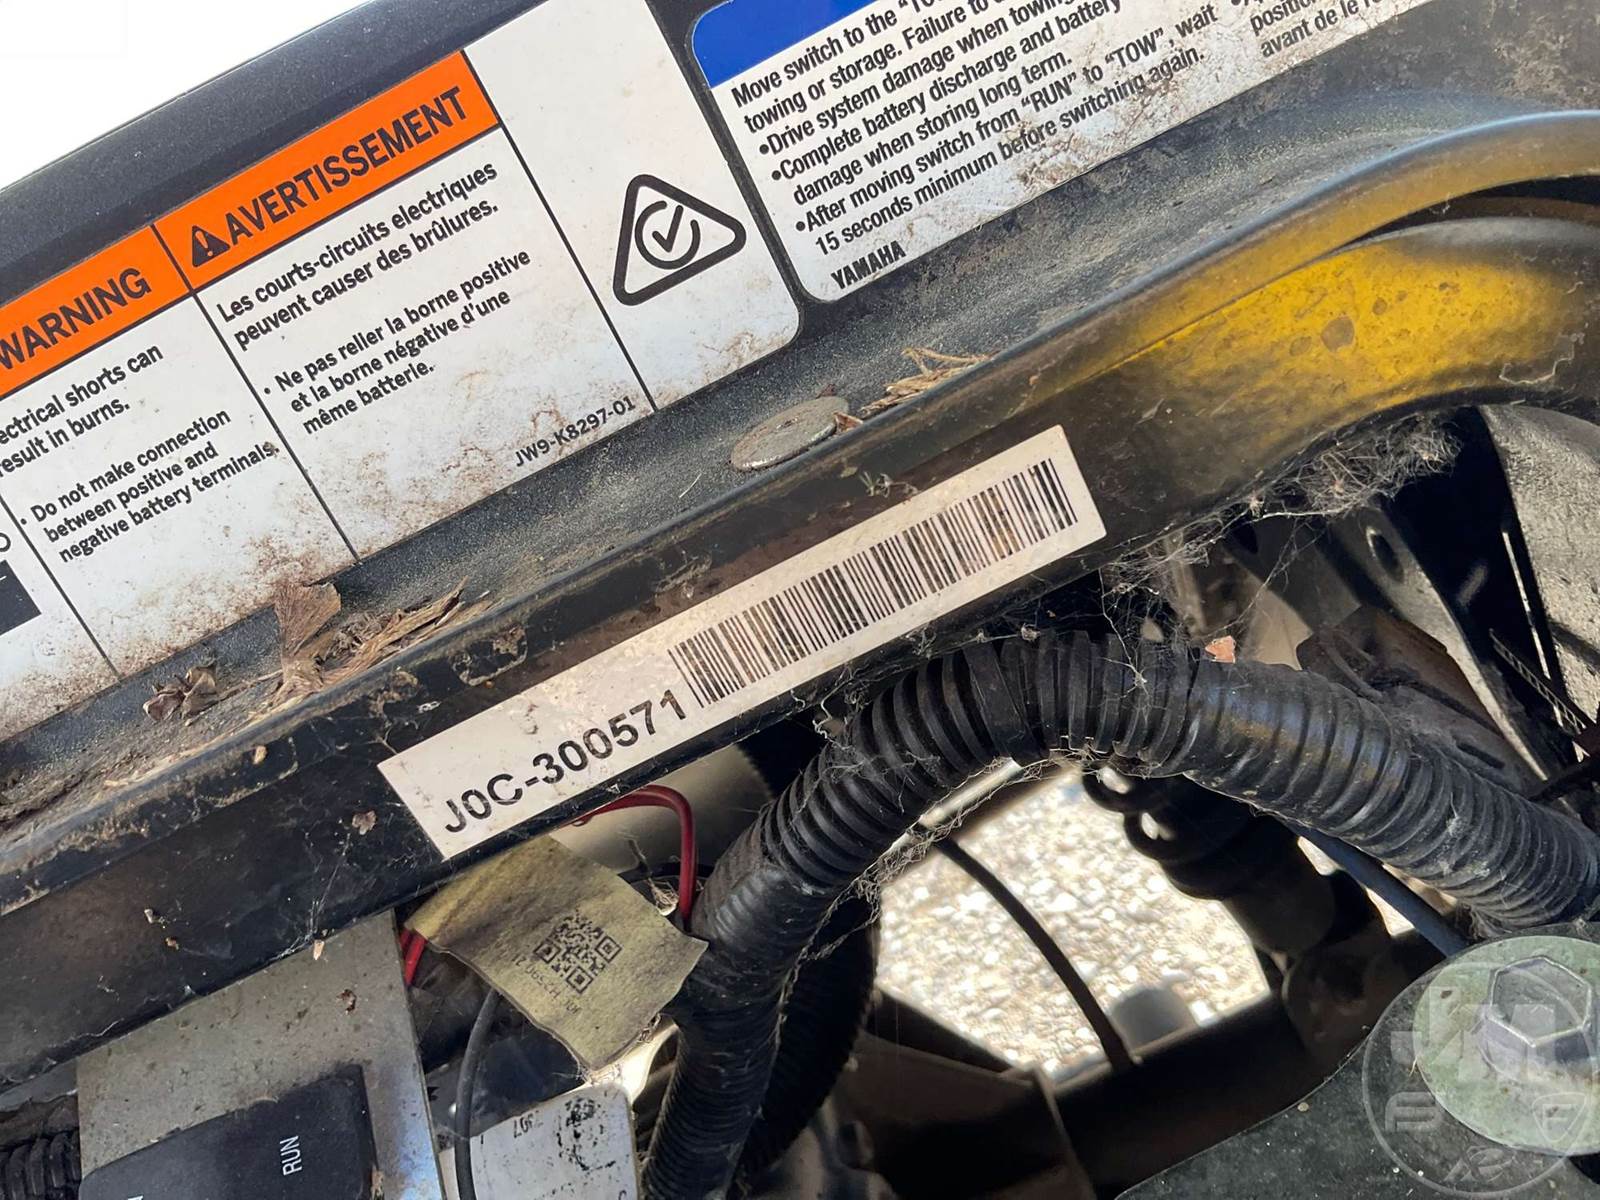 WARNING
ectrical shorts can
result in burns.
• Do not make connection
between positive and
negative battery terminals.
AVERTISSEMENT
Les courts-circuits electriques
peuvent causer des brûlures.
• Ne pas relier la borne positive
et la borne négative d'une
même batterie.
JW9-K8297-01
Move switch to the "TOW"
towing or storage. Failure to
•Drive system damage when towing
•Complete battery discharge and battery
damage when storing long term.
•After moving switch from "RUN" to "TOW", wait
15 seconds minimum before switching again.
YAMAHA
position
avant de le
J0C-300571
RUN